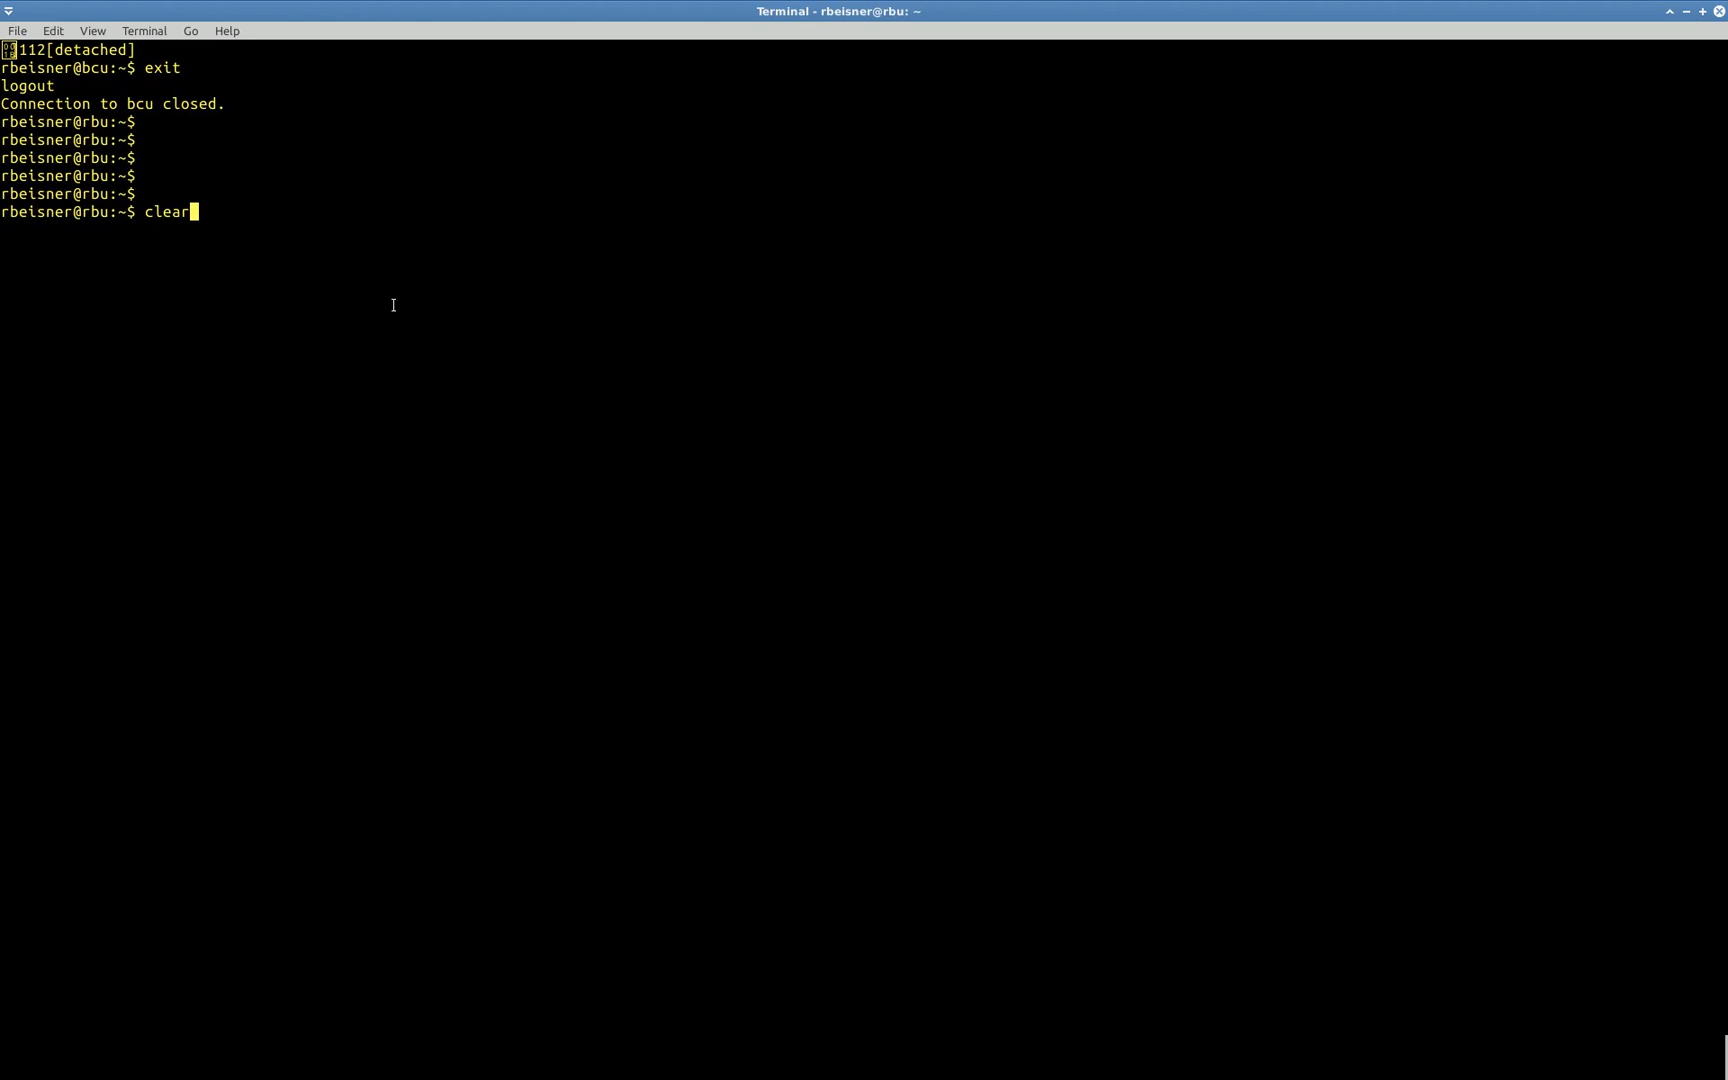 Terminal - rbeisner@rbu: ~
File Edit View Terminal Go Help
112[detached]
rbeisner@bcu:~$ exit
logout
Connection to bcu closed.
rbeisner@rbu:~$
rbeisner@rbu:~$
rbeisner@rbu:~$
rbeisner@rbu:~$
rbeisner@rbu:~$
rbeisner@rbu:~$ clear